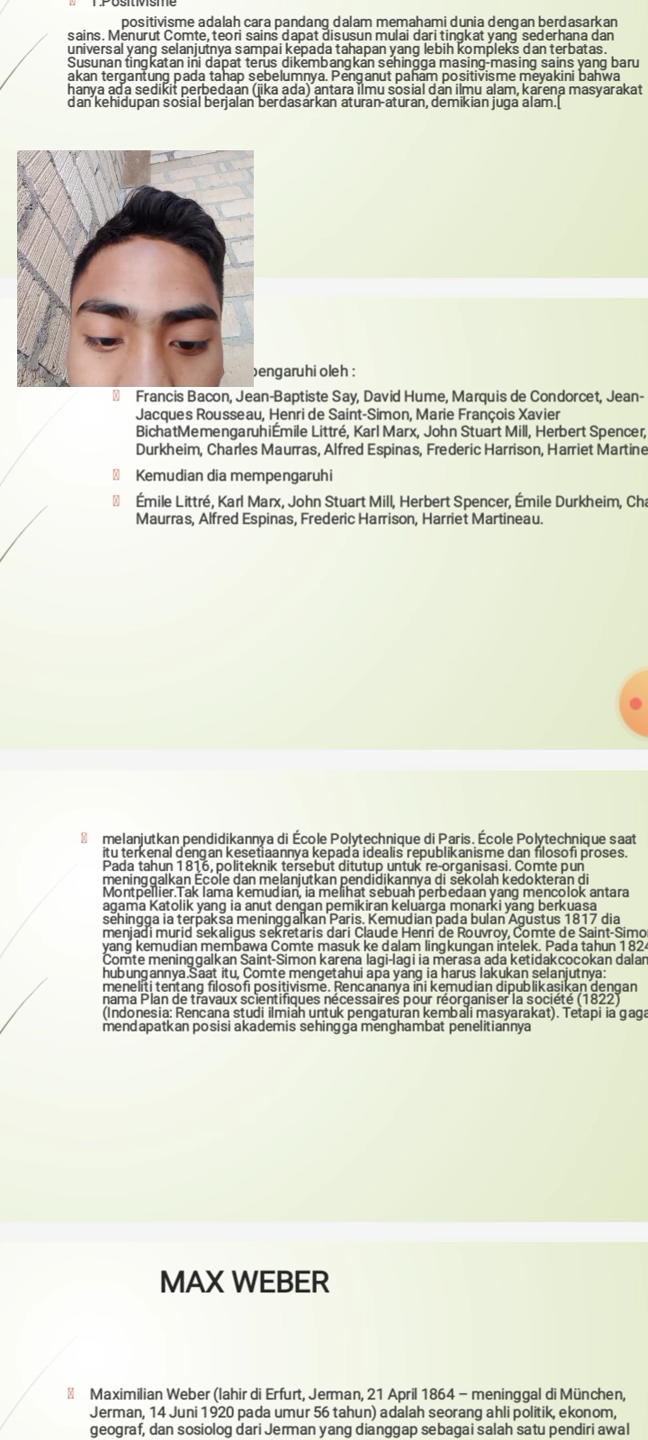 1.Positivisme
positivisme adalah cara pandang dalam memahami dunia dengan berdasarkan
sains. Menurut Comte, teori sains dapat disusun mulai dari tingkat yang sederhana dan
universal yang selanjutnya sampai kepada tahapan yang lebih kompleks dan terbatas.
Susunan tingkatan ini dapat terus dikembangkan sehingga masing-masing sains yang baru
akan tergantung pada tahap sebelumnya. Penganut paham positivisme meyakini bahwa
hanya ada sedikit perbedaan (jika ada) antara ilmu sosial dan ilmu alam, karena masyarakat
dan kehidupan sosial berjalan berdasarkan aturan-aturan, demikian juga alam.[
pengaruhi oleh :
Francis Bacon, Jean-Baptiste Say, David Hume, Marquis de Condorcet, Jean-
Jacques Rousseau, Henri de Saint-Simon, Marie François Xavier
BichatMemengaruhiÉmile Littré, Karl Marx, John Stuart Mill, Herbert Spencer,
Durkheim, Charles Maurras, Alfred Espinas, Frederic Harrison, Harriet Martine
Kemudian dia mempengaruhi
Émile Littré, Karl Marx, John Stuart Mill, Herbert Spencer, Émile Durkheim, Cha
Maurras, Alfred Espinas, Frederic Harrison, Harriet Martineau.
melanjutkan pendidikannya di École Polytechnique di Paris. École Polytechnique saat
itu terkenal dengan kesetiaannya kepada idealis republikanisme dan filosofi proses.
Pada tahun 1816, politeknik tersebut ditutup untuk re-organisasi. Comte pun
meninggalkan École dan melanjutkan pendidikannya di sekolah kedokteran di
Montpellier.Tak lama kemudian, ia melihat sebuah perbedaan yang mencolok antara
agama Katolik yang ia anut dengan pemikiran keluarga monarki yang berkuasa
sehingga ia terpaksa meninggalkan Paris. Kemudian pada bulan Agustus 1817 dia
menjadi murid sekaligus sekretaris dari Claude Henri de Rouvroy, Comte de Saint-Simo
yang kemudian membawa Comte masuk ke dalam lingkungan intelek. Pada tahun 1824
Comte meninggalkan Saint-Simon karena lagi-lagi ia merasa ada ketidakcocokan dalam
hubungannya.Saat itu, Comte mengetahui apa yang ia harus lakukan selanjutnya:
meneliti tentang filosofi positivisme. Rencananya ini kemudian dipublikasikan dengan
nama Plan de travaux scientifiques nécessaires pour réorganiser la société (1822)
(Indonesia: Rencana studi ilmiah untuk pengaturan kembali masyarakat). Tetapi ia gaga
mendapatkan posisi akademis sehingga menghambat penelitiannya
MAX WEBER
Maximilian Weber (lahir di Erfurt, Jerman, 21 April 1864 – meninggal di München,
Jerman, 14 Juni 1920 pada umur 56 tahun) adalah seorang ahli politik, ekonom,
geograf, dan sosiolog dari Jerman yang dianggap sebagai salah satu pendiri awal